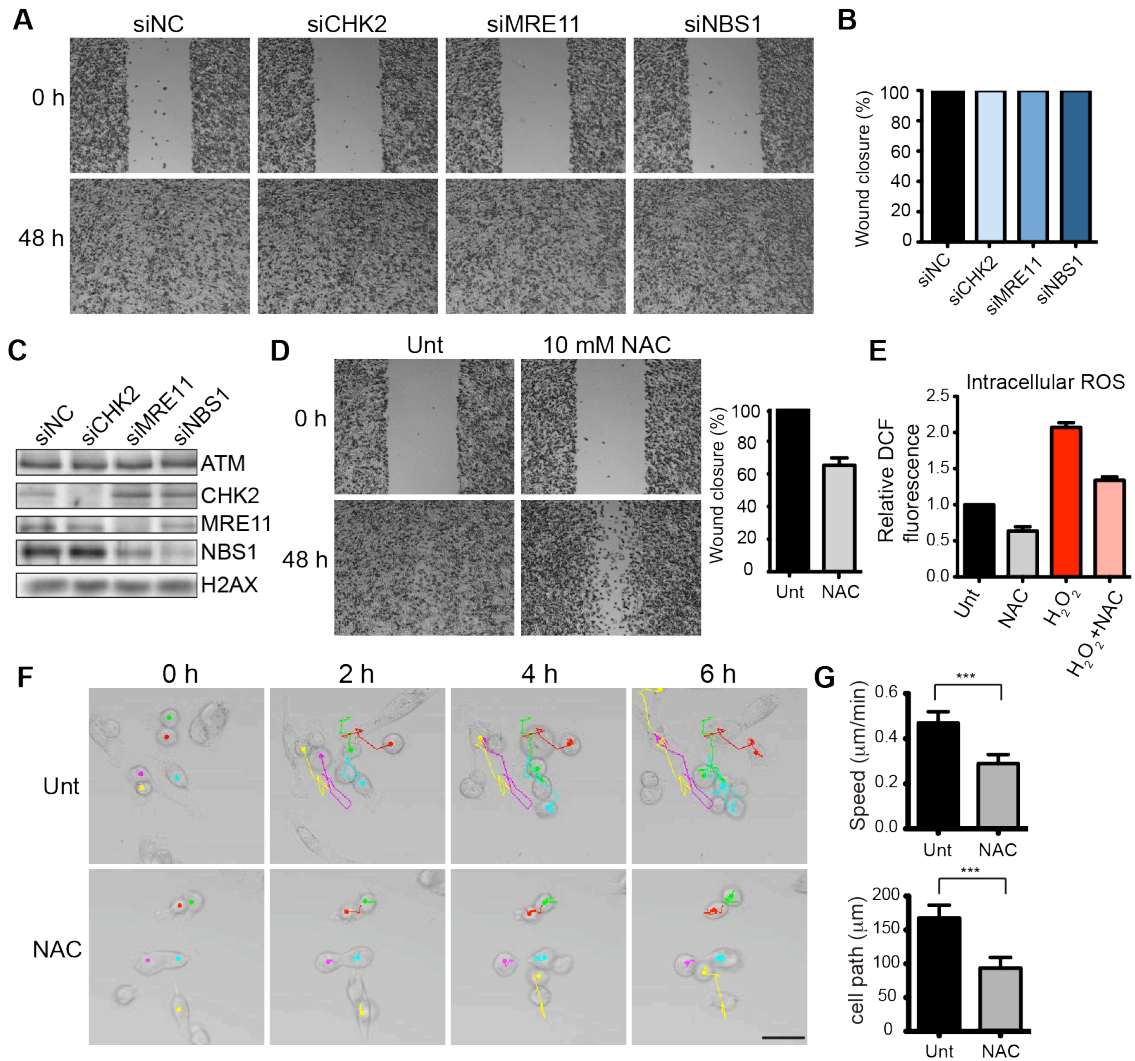 A
siNC
siCHK2
siMRE11
siNBS1
0 h
48 h
B
Wound closure (%)
100
80
60
40
20
0
siNC
siCHK2
siMRE11
siNBS1
C
siNC
siCHK2
siMRE11
siNBS1
ATM
CHK2
MRE11
NBS1
H2AX
D
Unt
10 mM NAC
0 h
48 h
Wound closure (%)
100
80
60
40
20
0
Unt
NAC
E
Intracellular ROS
Relative DCF
fluorescence
2.5
2.0
1.5
1.0
0.5
0.0
Unt
NAC
H₂O₂
H₂O₂+NAC
F
0 h
2 h
4 h
6 h
Unt
NAC
G
***
Speed (μm/min)
0.6
0.4
0.2
0.0
Unt
NAC
***
cell path (μm)
200
150
100
50
0
Unt
NAC